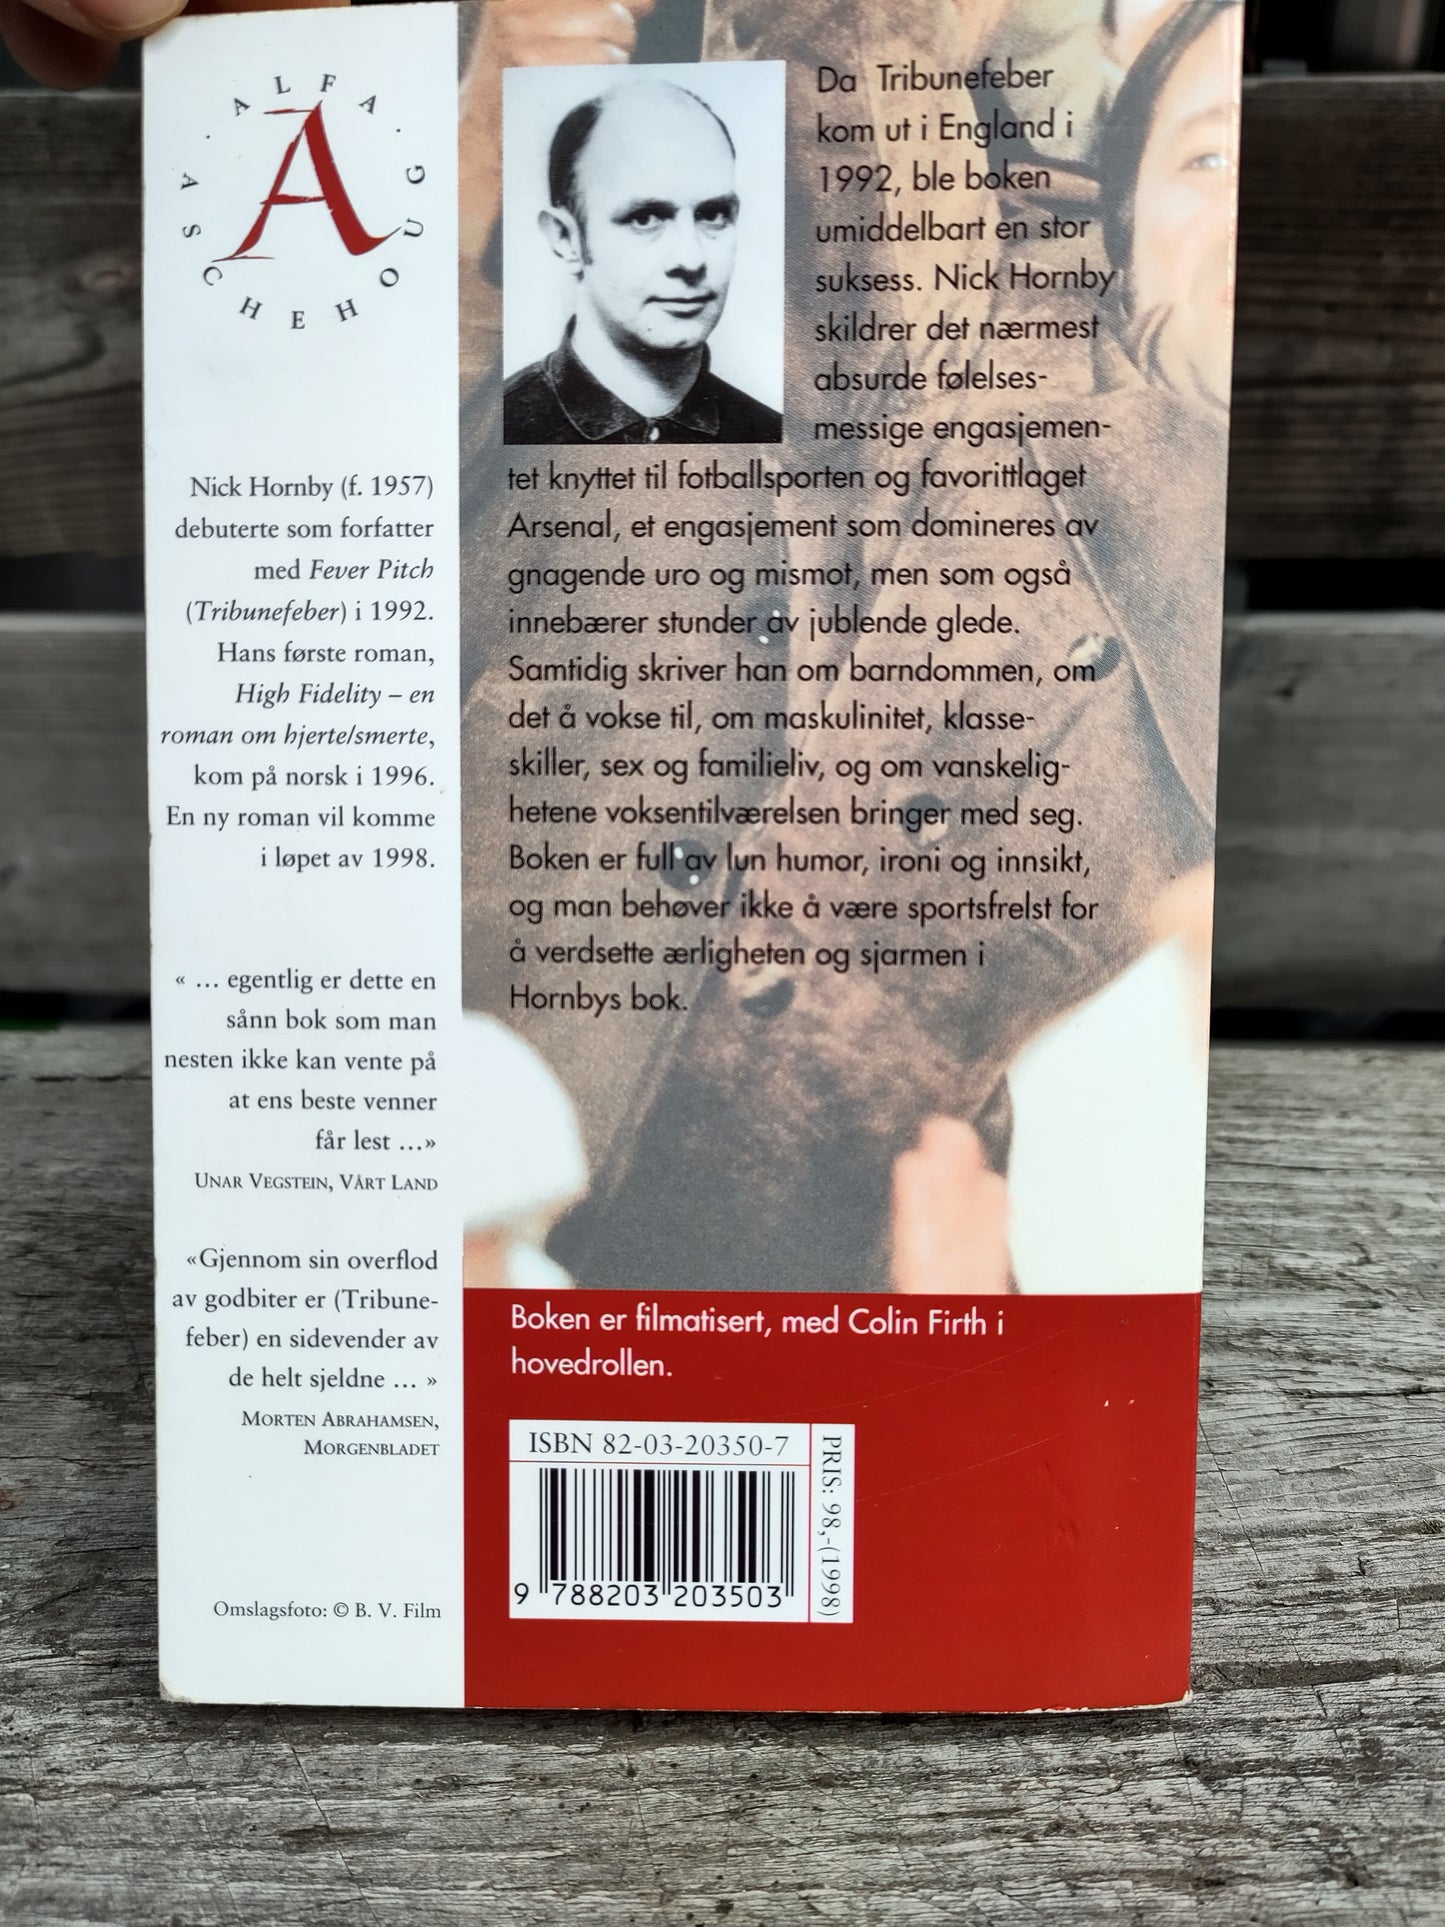 · ALFA ·
ASCHEHOUG
A
Nick Hornby (f. 1957)
debuterte som forfatter
med Fever Pitch
(Tribunefeber) i 1992.
Hans første roman,
High Fidelity – en
roman om hjerte/smerte,
kom på norsk i 1996.
En ny roman vil komme
i løpet av 1998.
« … egentlig er dette en
sånn bok som man
nesten ikke kan vente på
at ens beste venner
får lest …»
UNAR VEGSTEIN, VÅRT LAND
«Gjennom sin overflod
av godbiter er (Tribune-
feber) en sidevender av
de helt sjeldne … »
MORTEN ABRAHAMSEN,
MORGENBLADET
Omslagsfoto: © B. V. Film
Da Tribunefeber
kom ut i England i
1992, ble boken
umiddelbart en stor
suksess. Nick Hornby
skildrer det nærmest
absurde følelses-
messige engasjemen-
tet knyttet til fotballsporten og favorittlaget
Arsenal, et engasjement som domineres av
gnagende uro og mismot, men som også
innebærer stunder av jublende glede.
Samtidig skriver han om barndommen, om
det å vokse til, om maskulinitet, klasse-
skiller, sex og familieliv, og om vanskelig-
hetene voksentilværelsen bringer med seg.
Boken er full av lun humor, ironi og innsikt,
og man behøver ikke å være sportsfrelst for
å verdsette ærligheten og sjarmen i
Hornbys bok.
Boken er filmatisert, med Colin Firth i
hovedrollen.
ISBN 82-03-20350-7
9 788203 203503
PRIS: 98,-(1998)